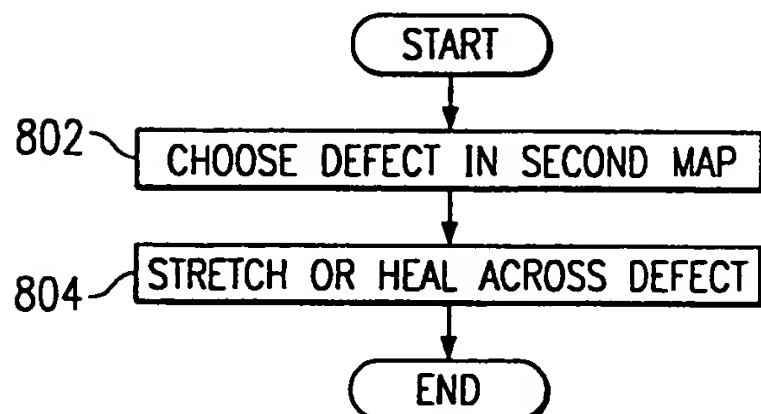 START
802
CHOOSE DEFECT IN SECOND MAP
804
STRETCH OR HEAL ACROSS DEFECT
END